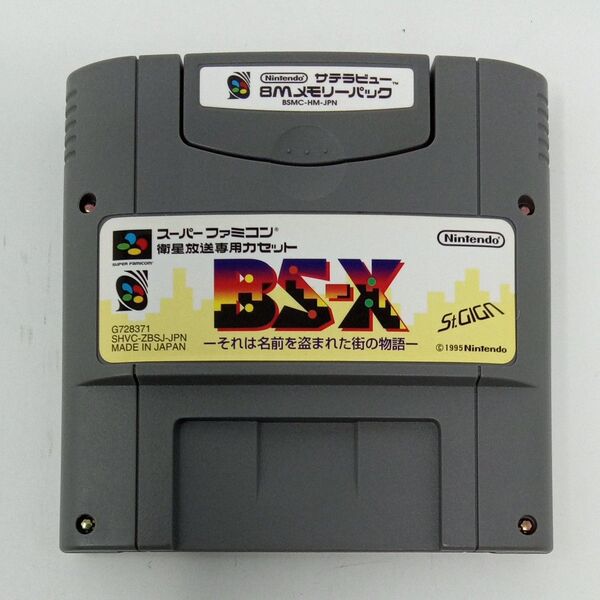 Nintendo サテラビュー™
8Mメモリーパック
BSMC-HM-JPN
スーパーファミコン®
衛星放送専用カセット
Nintendo
SUPER FAMICOM
BS-X
St.GIGA
G728371
SHVC-ZBSJ-JPN
MADE IN JAPAN
−それは名前を盗まれた街の物語−
©1995 Nintendo